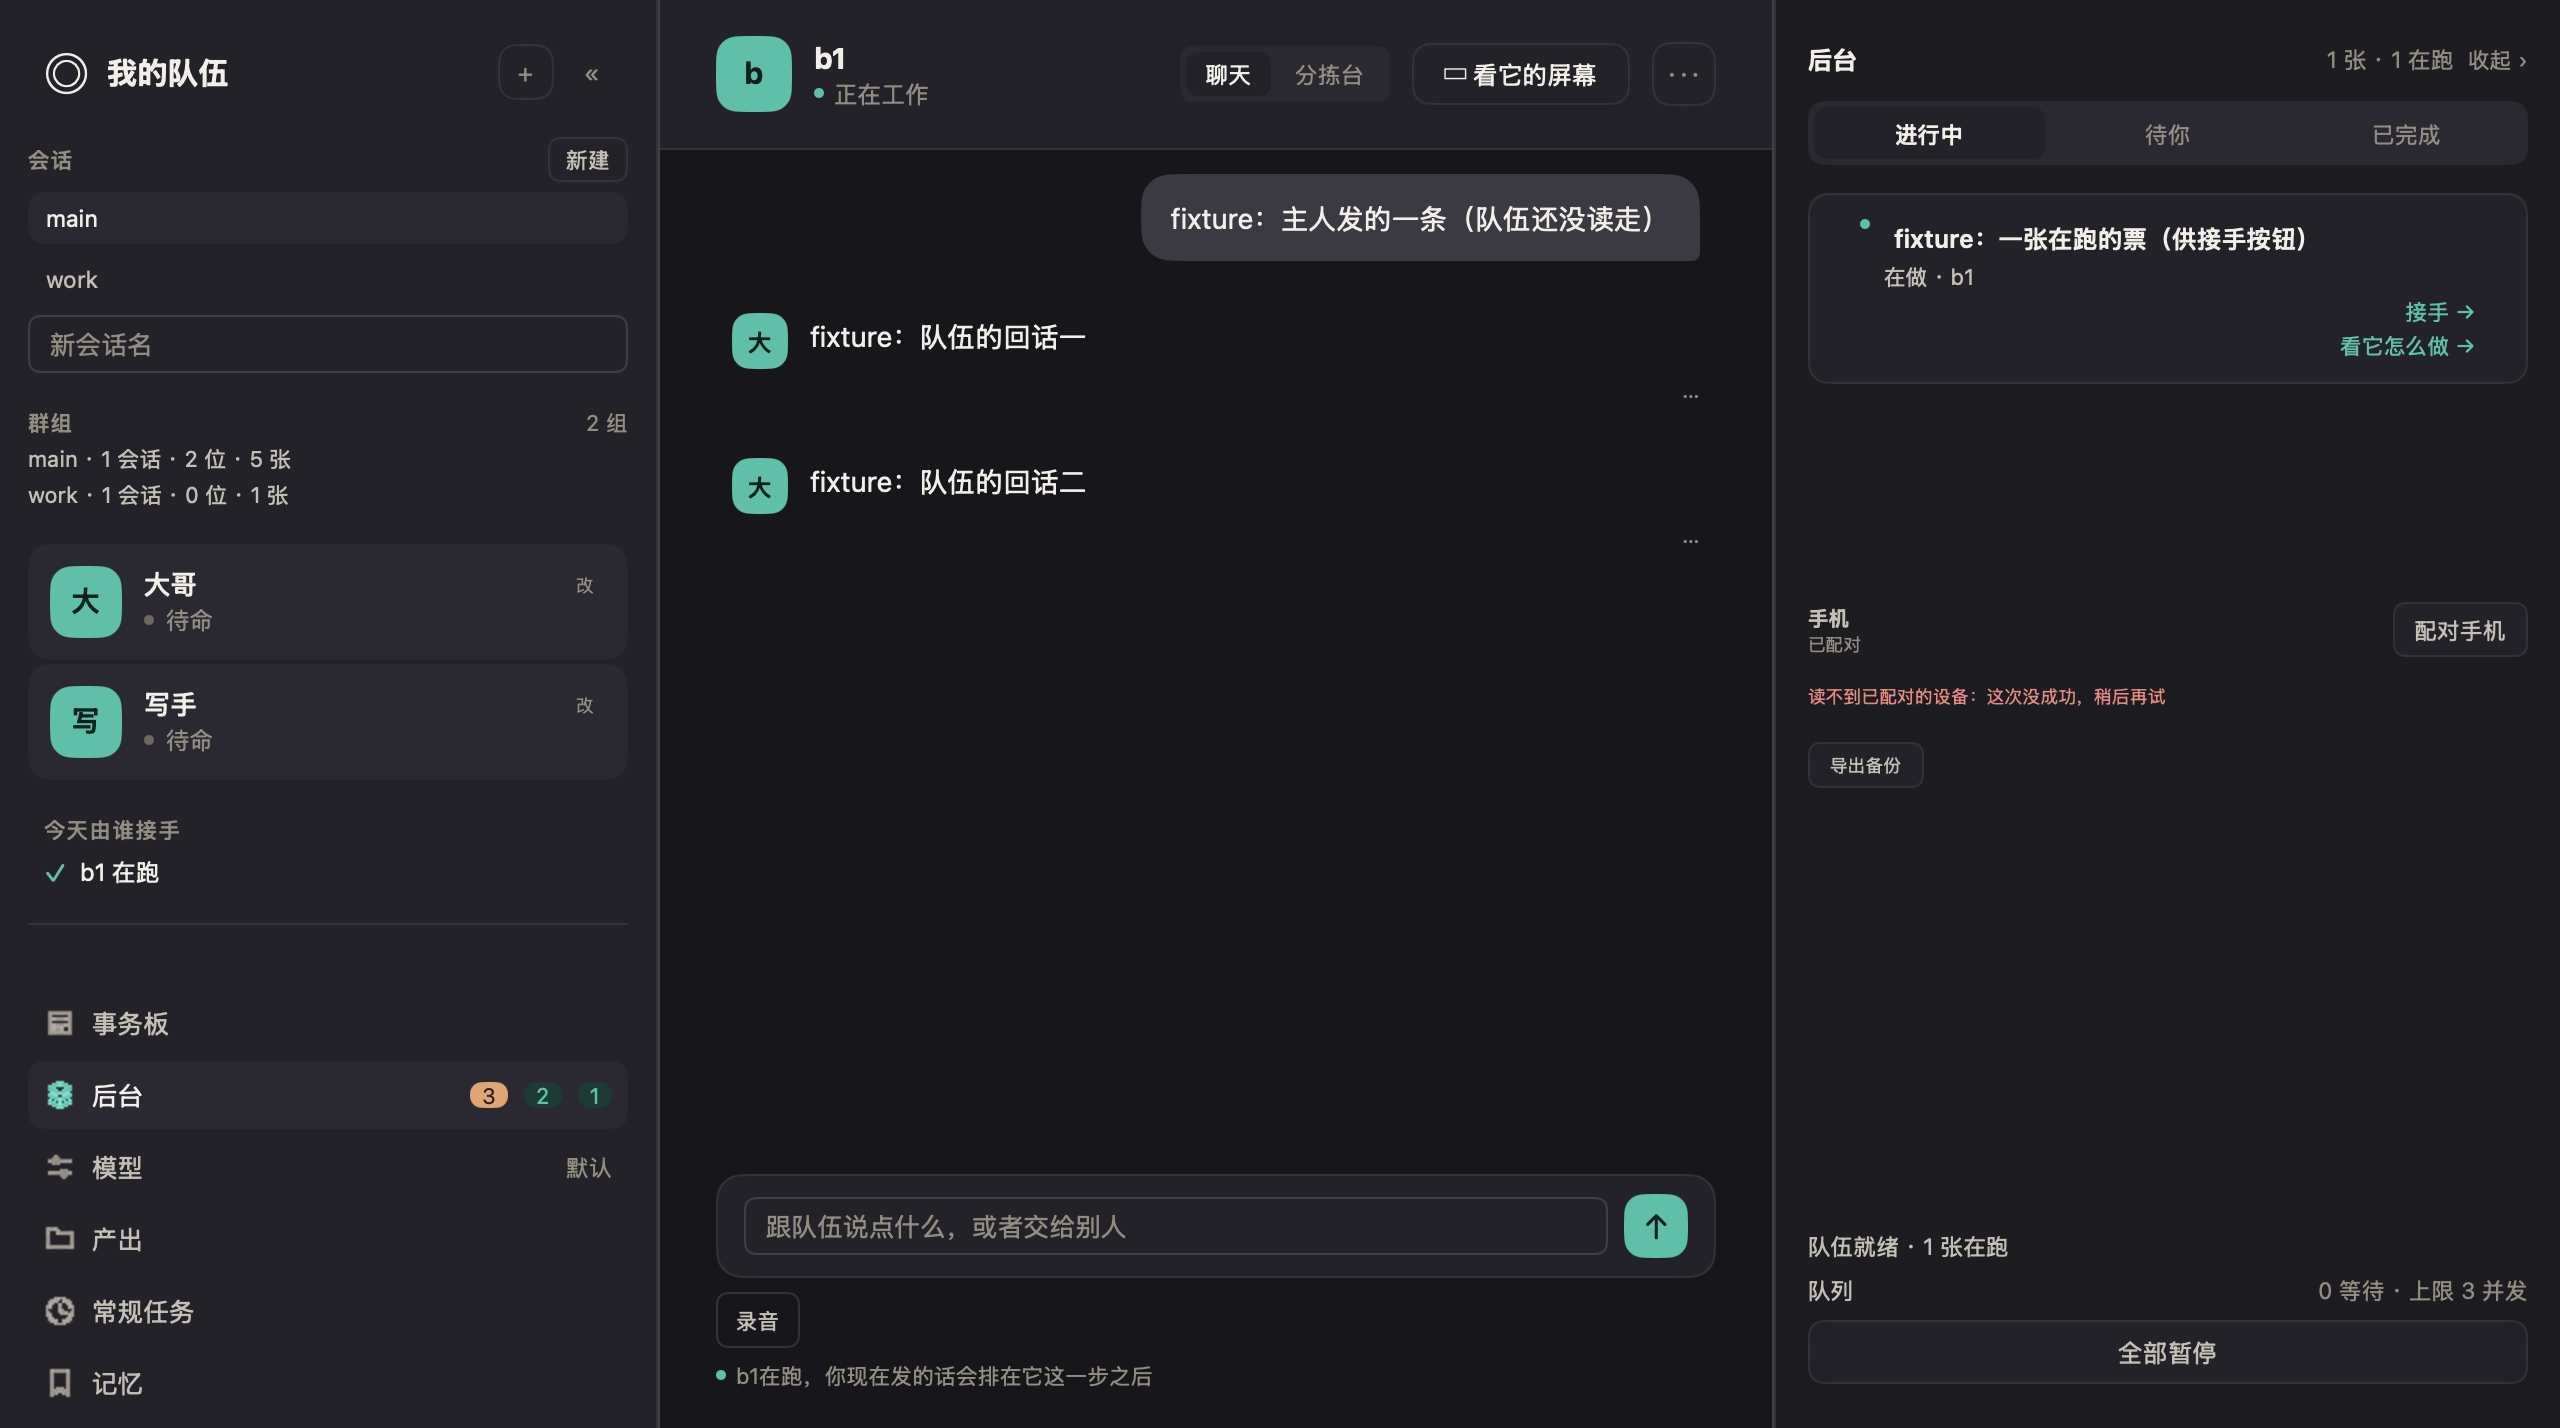 我的队伍
+
«
会话
新建
main
work
新会话名
群组
2 组
main · 1 会话 · 2 位 · 5 张
work · 1 会话 · 0 位 · 1 张
大
大哥
待命
改
写
写手
待命
改
今天由谁接手
✓ b1 在跑
事务板
后台
3 2 1
模型
默认
产出
常规任务
记忆
b
b1
正在工作
聊天
分拣台
看它的屏幕
···
fixture：主人发的一条（队伍还没读走）
大
fixture：队伍的回话一
…
大
fixture：队伍的回话二
…
跟队伍说点什么，或者交给别人
↑
录音
b1在跑，你现在发的话会排在它这一步之后
后台
1 张 · 1 在跑 收起 ›
进行中
待你
已完成
fixture：一张在跑的票（供接手按钮）
在做 · b1
接手 →
看它怎么做 →
手机
已配对
配对手机
读不到已配对的设备：这次没成功，稍后再试
导出备份
队伍就绪 · 1 张在跑
队列
0 等待 · 上限 3 并发
全部暂停